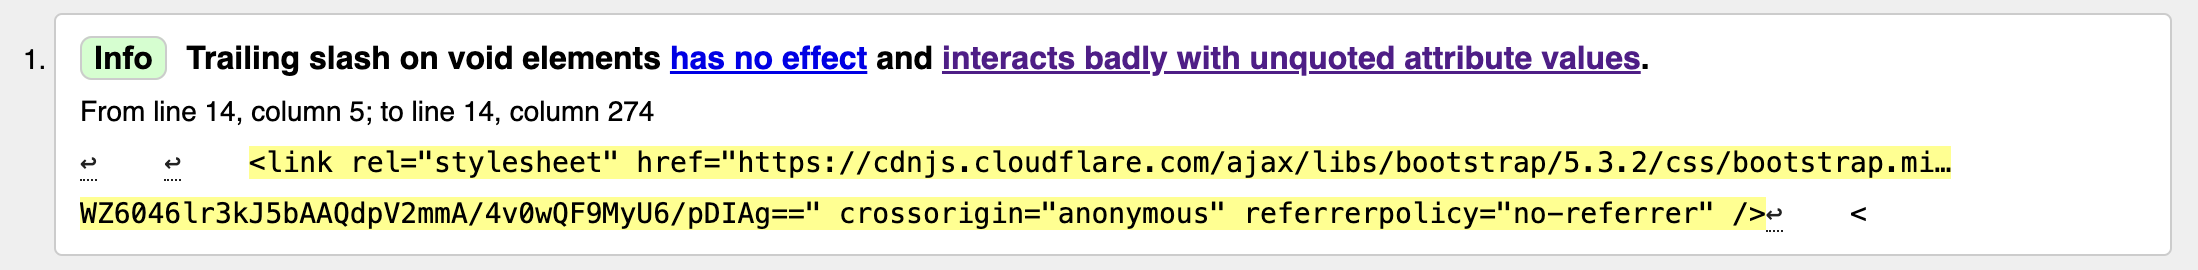 1. Info Trailing slash on void elements has no effect and interacts badly with unquoted attribute values.
From line 14, column 5; to line 14, column 274
↩ ↩ <link rel="stylesheet" href="https://cdnjs.cloudflare.com/ajax/libs/bootstrap/5.3.2/css/bootstrap.mi…
WZ6046lr3kJ5bAAQdpV2mmA/4v0wQF9MyU6/pDIAg==" crossorigin="anonymous" referrerpolicy="no-referrer" />↩ <